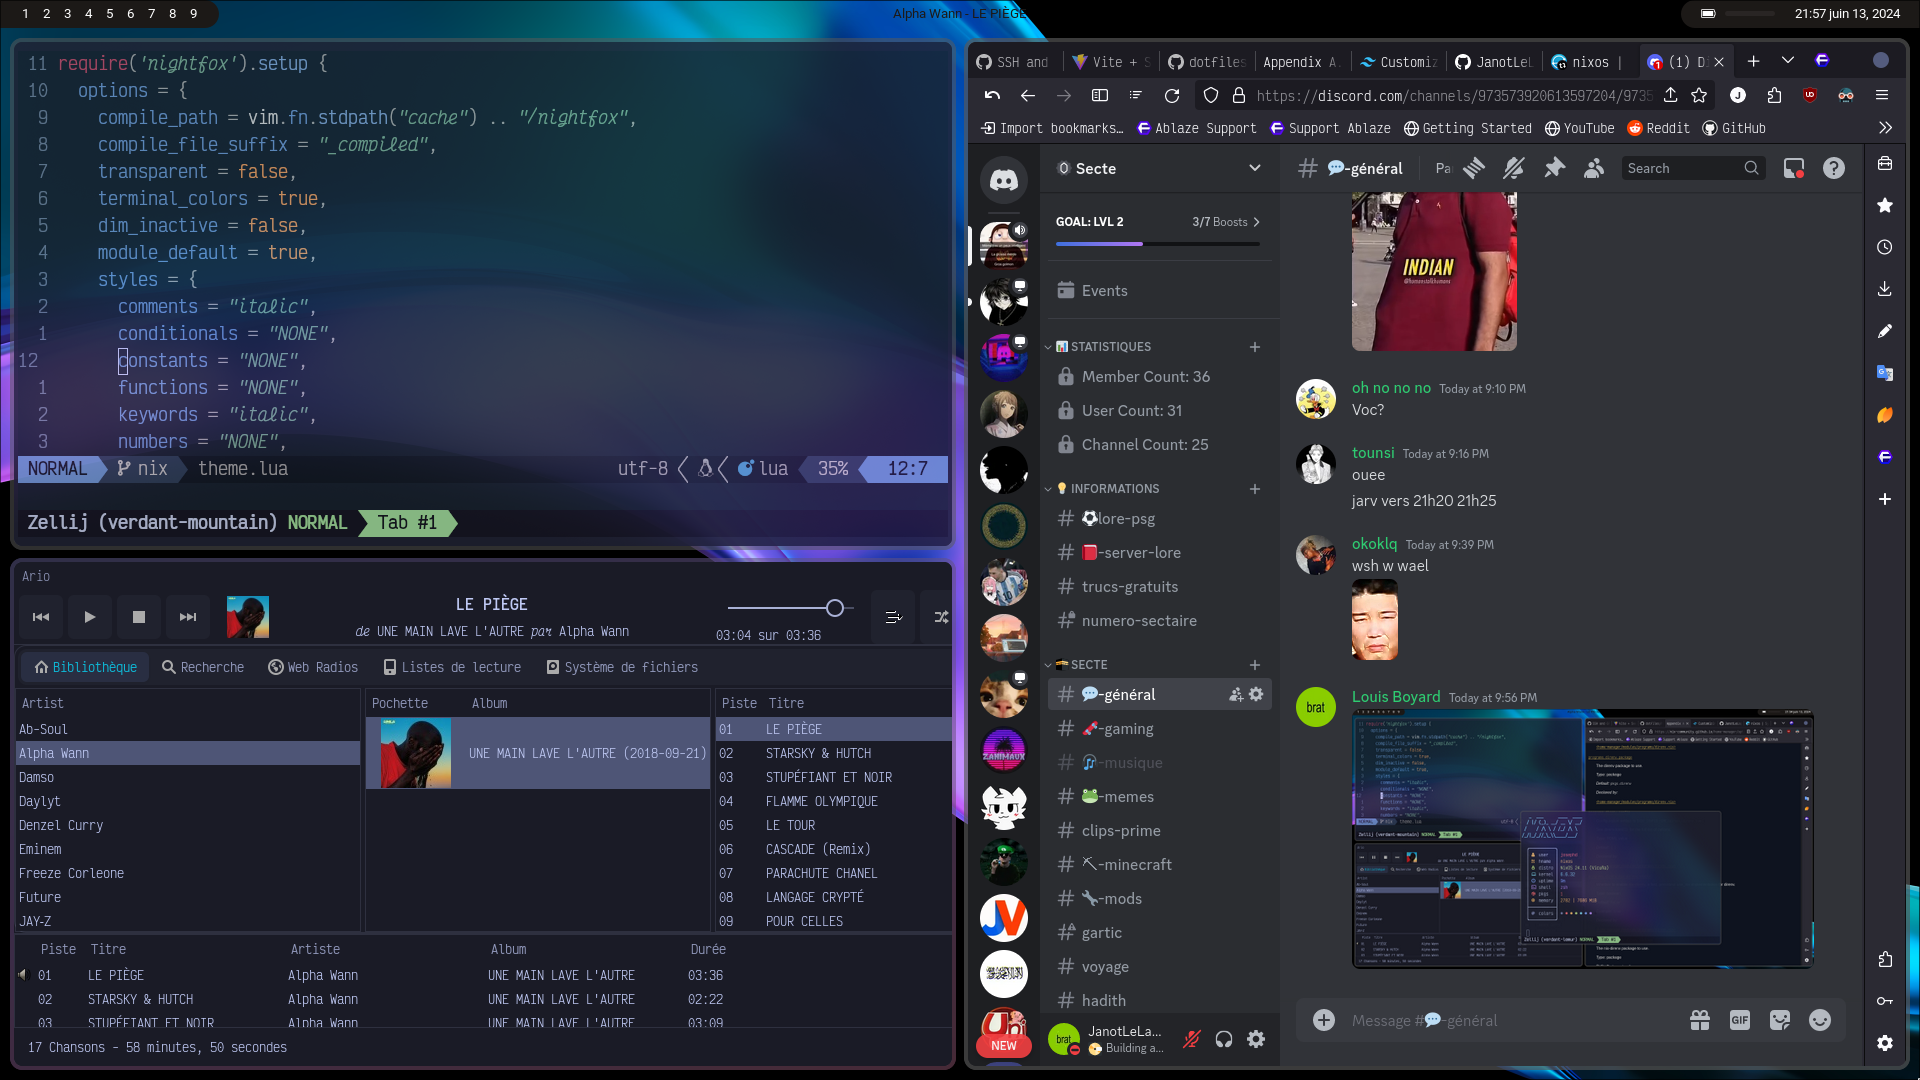 1 2 3 4 5 6 7 8 9
Alpha Wann - LE PIÈGE
21:57 juin 13, 2024
11 require('nightfox').setup {
10 options = {
9 compile_path = vim.fn.stdpath("cache") .. "/nightfox",
8 compile_file_suffix = "_compiled",
7 transparent = false,
6 terminal_colors = true,
5 dim_inactive = false,
4 module_default = true,
3 styles = {
2 comments = "italic",
1 conditionals = "NONE",
12 constants = "NONE",
1 functions = "NONE",
2 keywords = "italic",
3 numbers = "NONE",
NORMAL nix theme.lua utf-8 lua 35% 12:7
Zellij (verdant-mountain) NORMAL Tab #1
Ario
LE PIÈGE
de UNE MAIN LAVE L'AUTRE par Alpha Wann
03:04 sur 03:36
Bibliothèque Recherche Web Radios Listes de lecture Système de fichiers
Artist
Ab-Soul
Alpha Wann
Damso
Daylyt
Denzel Curry
Eminem
Freeze Corleone
Future
JAY-Z
Pochette Album
UNE MAIN LAVE L'AUTRE (2018-09-21)
Piste Titre
01 LE PIÈGE
02 STARSKY & HUTCH
03 STUPÉFIANT ET NOIR
04 FLAMME OLYMPIQUE
05 LE TOUR
06 CASCADE (Remix)
07 PARACHUTE CHANEL
08 LANGAGE CRYPTÉ
09 POUR CELLES
Piste Titre Artiste Album Durée
01 LE PIÈGE Alpha Wann UNE MAIN LAVE L'AUTRE 03:36
02 STARSKY & HUTCH Alpha Wann UNE MAIN LAVE L'AUTRE 02:22
03 STUPÉFIANT ET NOIR Alpha Wann UNE MAIN LAVE L'AUTRE 03:09
17 Chansons - 58 minutes, 50 secondes
SSH and Vite + S dotfiles Appendix A. Customiz JanotLeL nixos | (1) D
https://discord.com/channels/973573920613597204/9735
Import bookmarks… Ablaze Support Support Ablaze Getting Started YouTube Reddit GitHub
Secte
GOAL: LVL 2 3/7 Boosts
Events
📊 STATISTIQUES
Member Count: 36
User Count: 31
Channel Count: 25
💡 INFORMATIONS
# ⚽lore-psg
# 📕-server-lore
# trucs-gratuits
# numero-sectaire
SECTE
# 💬-général
# -gaming
# -musique
# 🐸-memes
# clips-prime
# ⛏-minecraft
# 🔧-mods
# gartic
# voyage
# hadith
NEW
brat
JanotLeLa...
Building a...
# 💬-général Pa
Search
INDIAN
@humanstalkhumans
oh no no no Today at 9:10 PM
Voc?
tounsi Today at 9:16 PM
ouee
jarv vers 21h20 21h25
okoklq Today at 9:39 PM
wsh w wael
brat
Louis Boyard Today at 9:56 PM
Message #💬-général
GIF